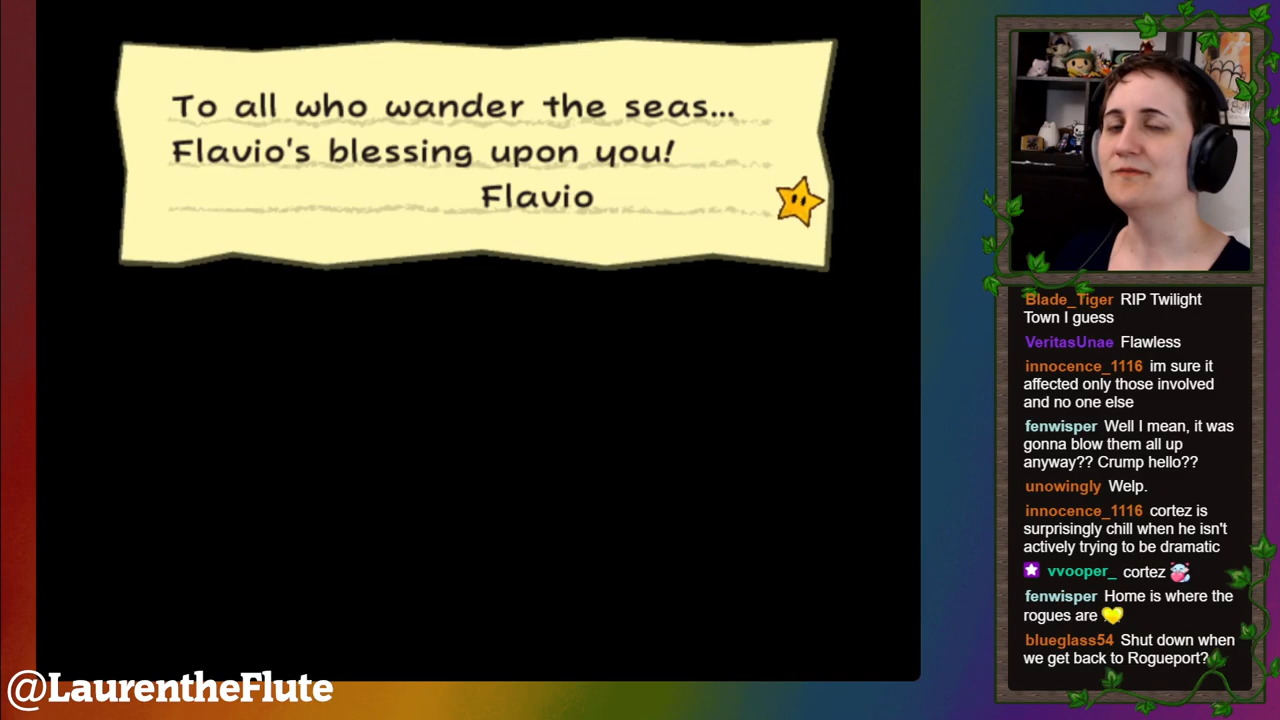 To all who wander the seas...
Flavio's blessing upon you!
Flavio
Blade_Tiger RIP Twilight
Town I guess
VeritasUnae Flawless
innocence_1116 im sure it
affected only those involved
and no one else
fenwisper Well I mean, it was
gonna blow them all up
anyway?? Crump hello??
unowingly Welp.
innocence_1116 cortez is
surprisingly chill when he isn't
actively trying to be dramatic
vvooper_ cortez
fenwisper Home is where the
rogues are
blueglass54 Shut down when
we get back to Rogueport?
@LaurentheFlute